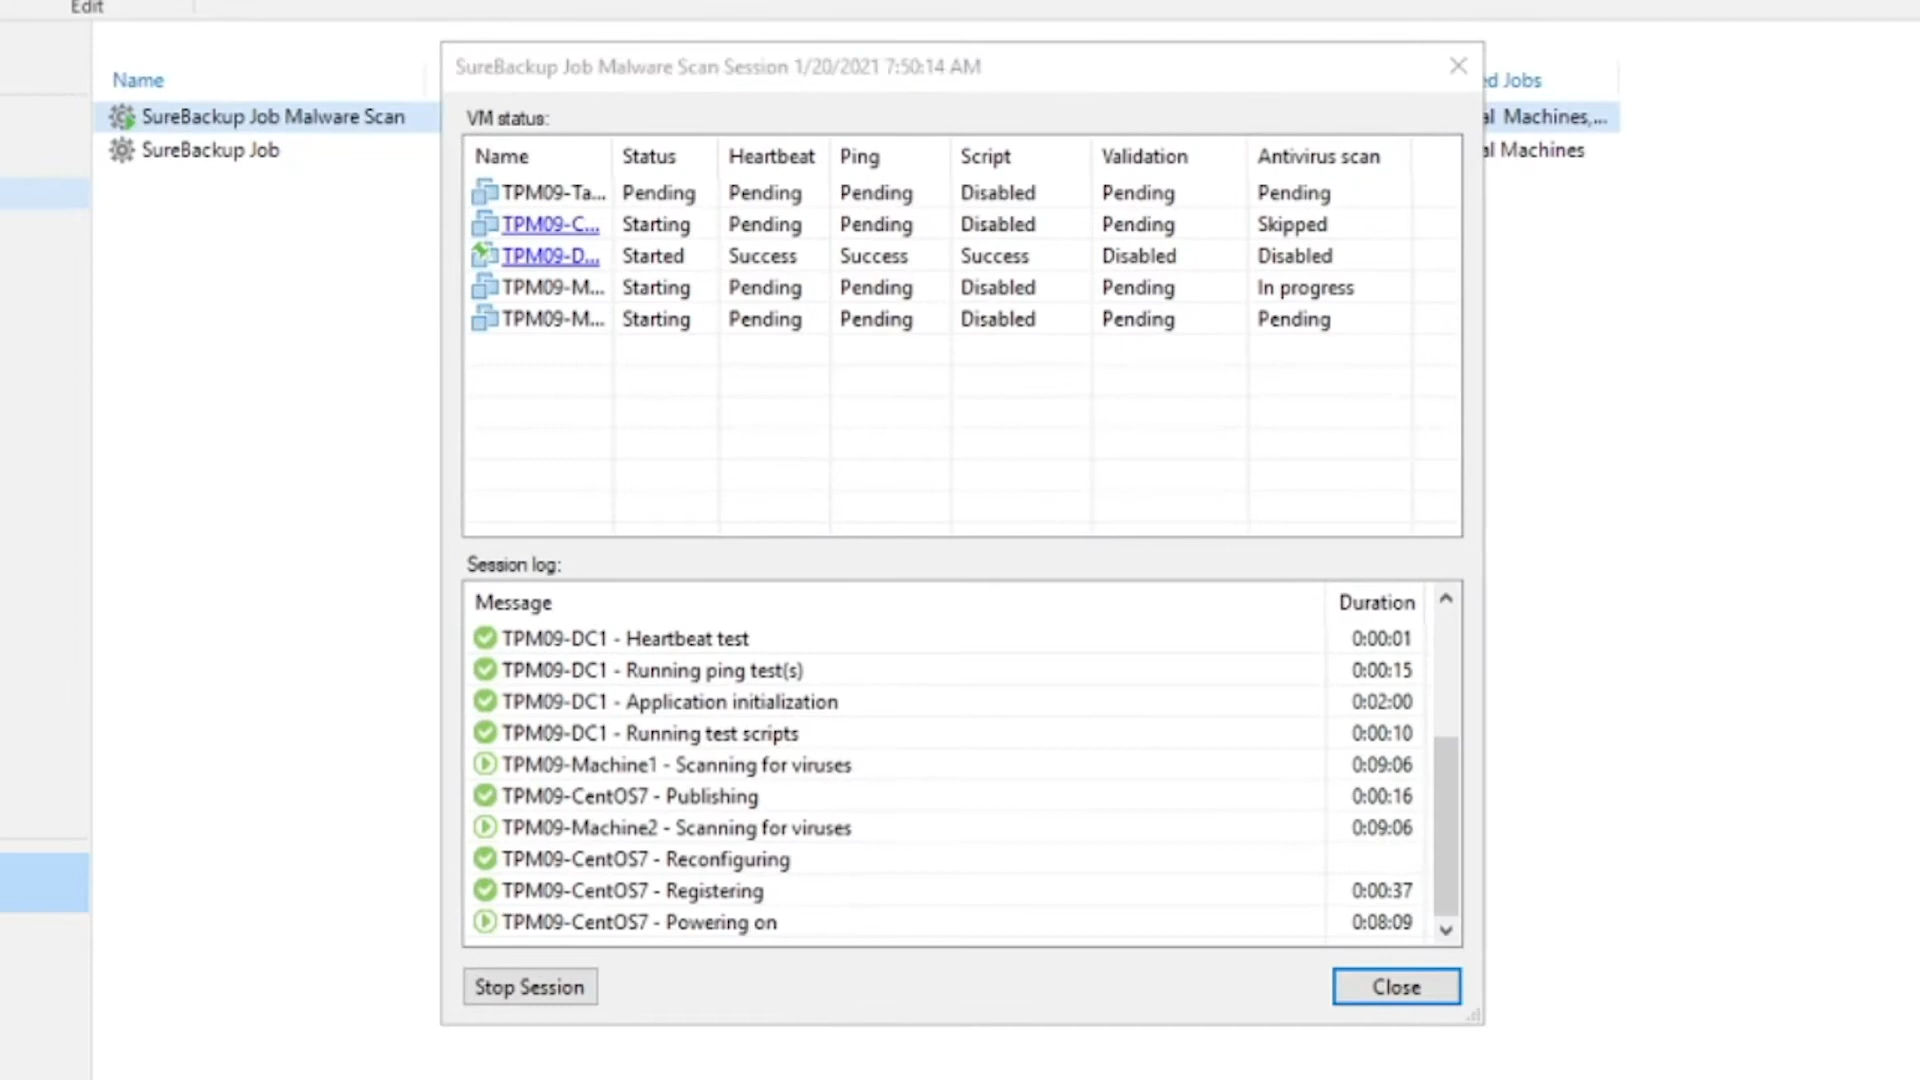 Edit
Name
SureBackup Job Malware Scan
SureBackup Job
SureBackup Job Malware Scan Session 1/20/2021 7:50:14 AM
ed Jobs
al Machines,...
al Machines
VM status:
Name Status Heartbeat Ping Script Validation Antivirus scan
TPM09-Ta... Pending Pending Pending Disabled Pending Pending
TPM09-C... Starting Pending Pending Disabled Pending Skipped
TPM09-D... Started Success Success Success Disabled Disabled
TPM09-M... Starting Pending Pending Disabled Pending In progress
TPM09-M... Starting Pending Pending Disabled Pending Pending
Session log:
Message Duration
TPM09-DC1 - Heartbeat test 0:00:01
TPM09-DC1 - Running ping test(s) 0:00:15
TPM09-DC1 - Application initialization 0:02:00
TPM09-DC1 - Running test scripts 0:00:10
TPM09-Machine1 - Scanning for viruses 0:09:06
TPM09-CentOS7 - Publishing 0:00:16
TPM09-Machine2 - Scanning for viruses 0:09:06
TPM09-CentOS7 - Reconfiguring
TPM09-CentOS7 - Registering 0:00:37
TPM09-CentOS7 - Powering on 0:08:09
Stop Session Close